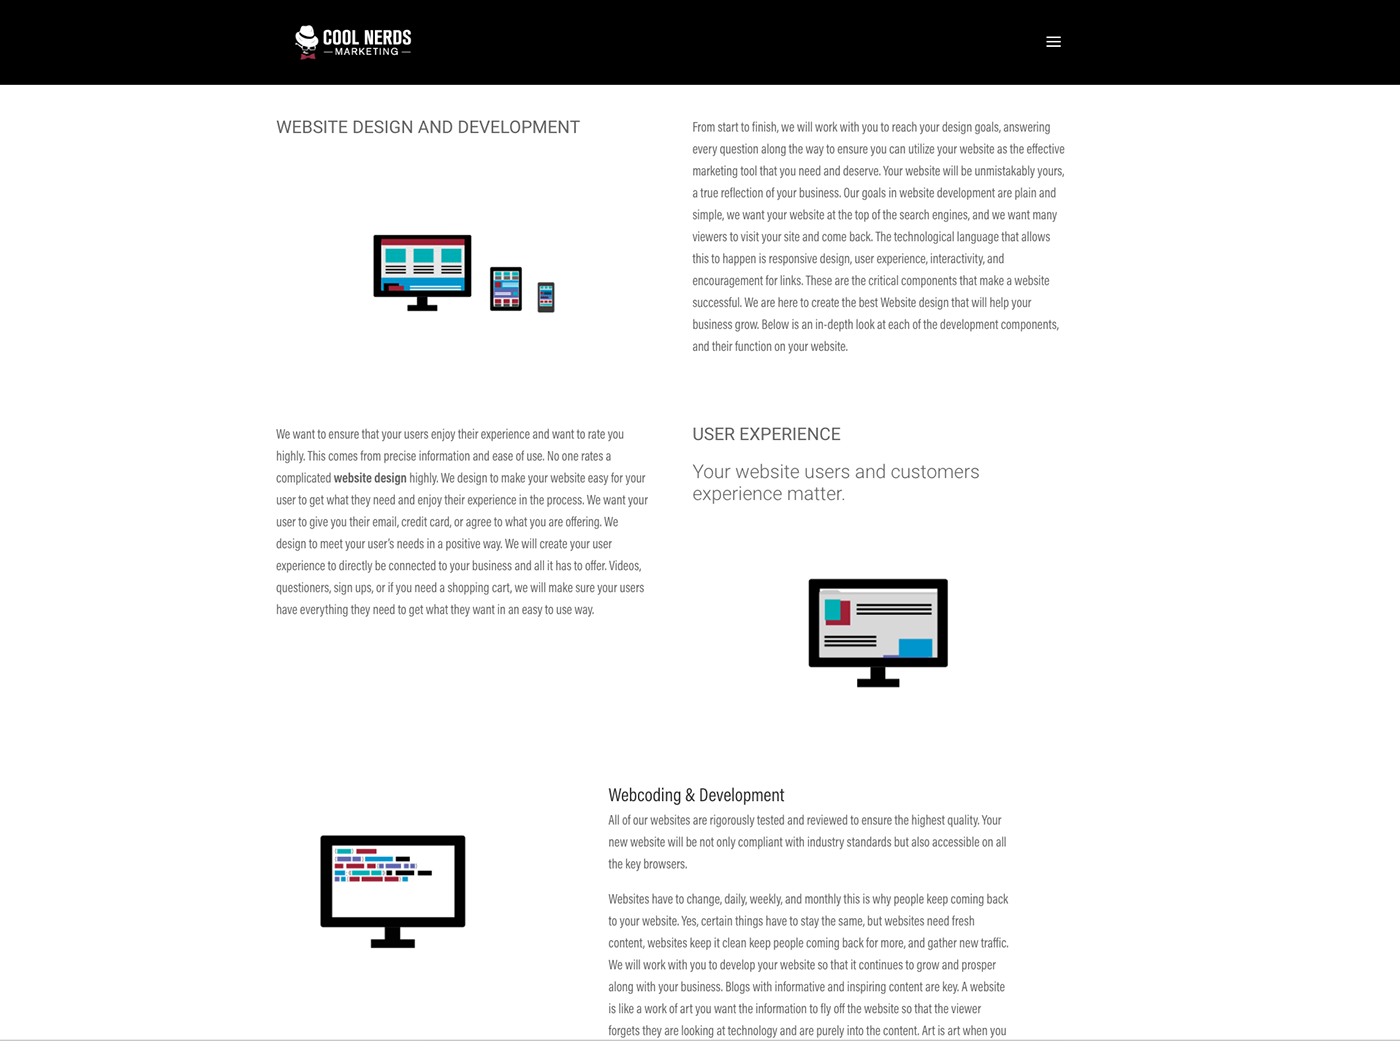 COOL NERDS
MARKETING
WEBSITE DESIGN AND DEVELOPMENT
From start to finish, we will work with you to reach your design goals, answering
every question along the way to ensure you can utilize your website as the effective
marketing tool that you need and deserve. Your website will be unmistakably yours,
a true reflection of your business. Our goals in website development are plain and
simple, we want your website at the top of the search engines, and we want many
viewers to visit your site and come back. The technological language that allows
this to happen is responsive design, user experience, interactivity, and
encouragement for links. These are the critical components that make a website
successful. We are here to create the best Website design that will help your
business grow. Below is an in-depth look at each of the development components,
and their function on your website.
We want to ensure that your users enjoy their experience and want to rate you
highly. This comes from precise information and ease of use. No one rates a
complicated website design highly. We design to make your website easy for your
user to get what they need and enjoy their experience in the process. We want your
user to give you their email, credit card, or agree to what you are offering. We
design to meet your user’s needs in a positive way. We will create your user
experience to directly be connected to your business and all it has to offer. Videos,
questioners, sign ups, or if you need a shopping cart, we will make sure your users
have everything they need to get what they want in an easy to use way.
USER EXPERIENCE
Your website users and customers
experience matter.
Webcoding & Development
All of our websites are rigorously tested and reviewed to ensure the highest quality. Your
new website will be not only compliant with industry standards but also accessible on all
the key browsers.
Websites have to change, daily, weekly, and monthly this is why people keep coming back
to your website. Yes, certain things have to stay the same, but websites need fresh
content, websites keep it clean keep people coming back for more, and gather new traffic.
We will work with you to develop your website so that it continues to grow and prosper
along with your business. Blogs with informative and inspiring content are key. A website
is like a work of art you want the information to fly off the website so that the viewer
forgets they are looking at technology and are purely into the content. Art is art when you